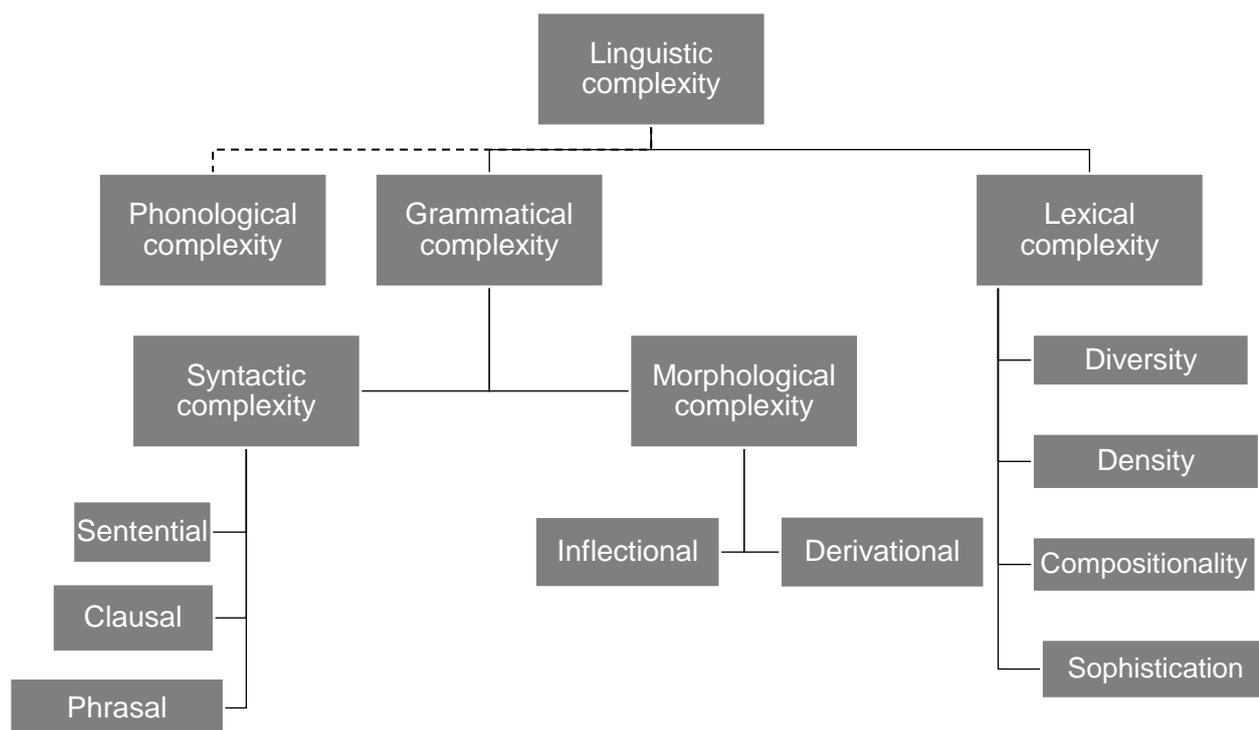 Linguistic
complexity
Phonological
complexity
Grammatical
complexity
Lexical
complexity
Syntactic
complexity
Morphological
complexity
Diversity
Density
Sentential
Inflectional
Derivational
Compositionality
Clausal
Sophistication
Phrasal